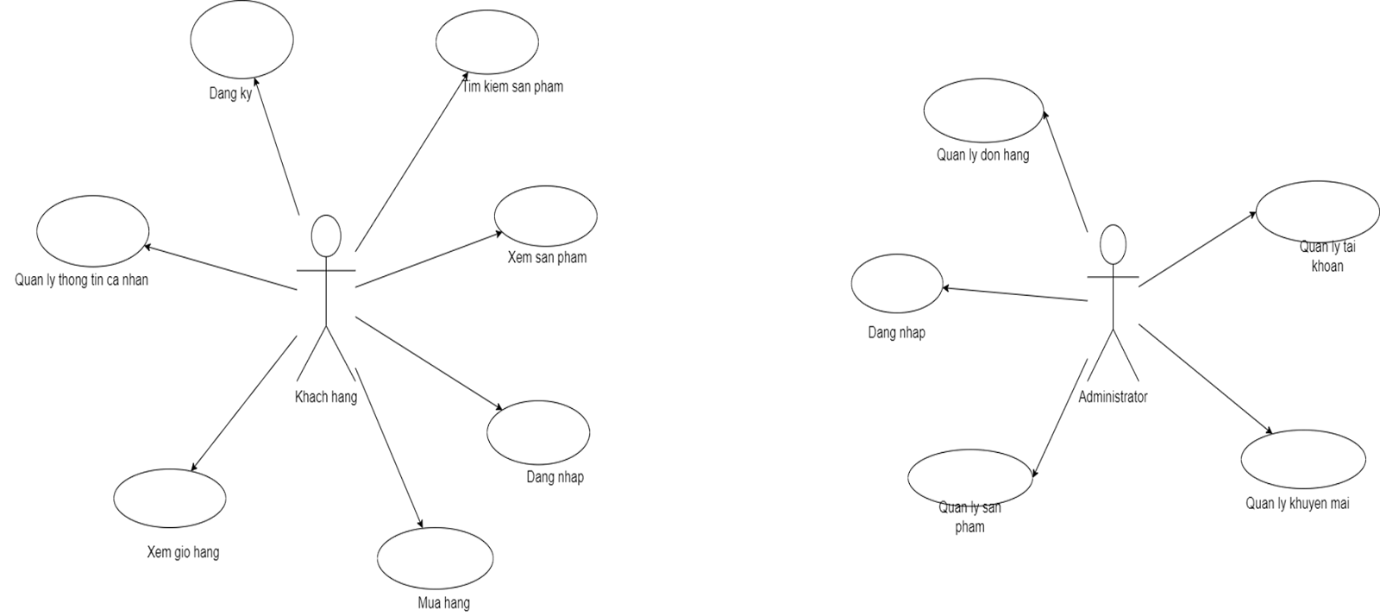 Dang ky
Tim kiem san pham
Quan ly thong tin ca nhan
Xem san pham
Khach hang
Dang nhap
Xem gio hang
Mua hang
Quan ly don hang
Quan ly tai
khoan
Dang nhap
Administrator
Quan ly san
pham
Quan ly khuyen mai